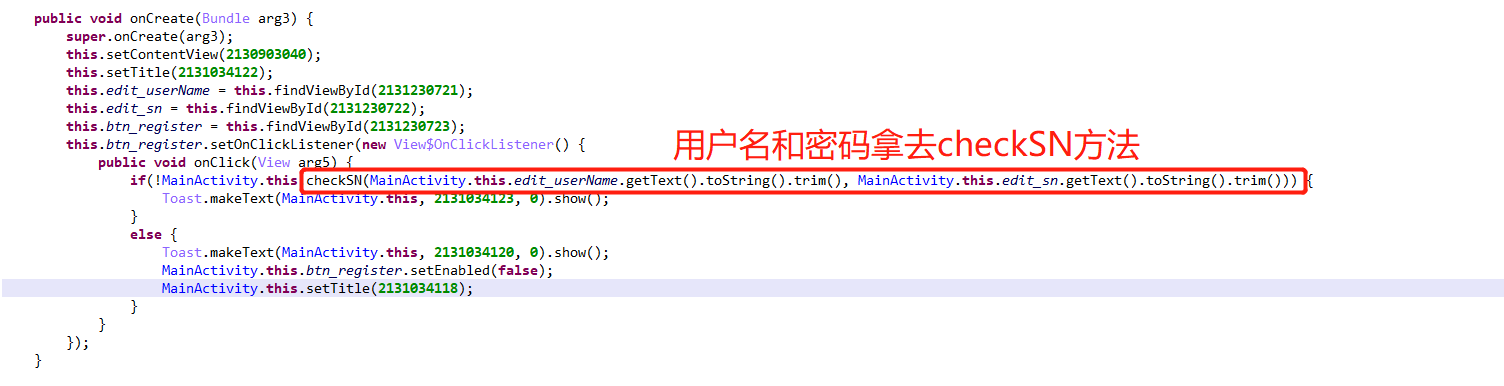 public void onCreate(Bundle arg3) {
super.onCreate(arg3);
this.setContentView(2130903040);
this.setTitle(2131034122);
this.edit_userName = this.findViewById(2131230721);
this.edit_sn = this.findViewById(2131230722);
this.btn_register = this.findViewById(2131230723);
this.btn_register.setOnClickListener(new View$OnClickListener() {
用户名和密码拿去checkSN方法
public void onClick(View arg5) {
if(!MainActivity.this.checkSN(MainActivity.this.edit_userName.getText().toString().trim(), MainActivity.this.edit_sn.getText().toString().trim())) {
Toast.makeText(MainActivity.this, 2131034123, 0).show();
}
else {
Toast.makeText(MainActivity.this, 2131034120, 0).show();
MainActivity.this.btn_register.setEnabled(false);
MainActivity.this.setTitle(2131034118);
}
}
});
}